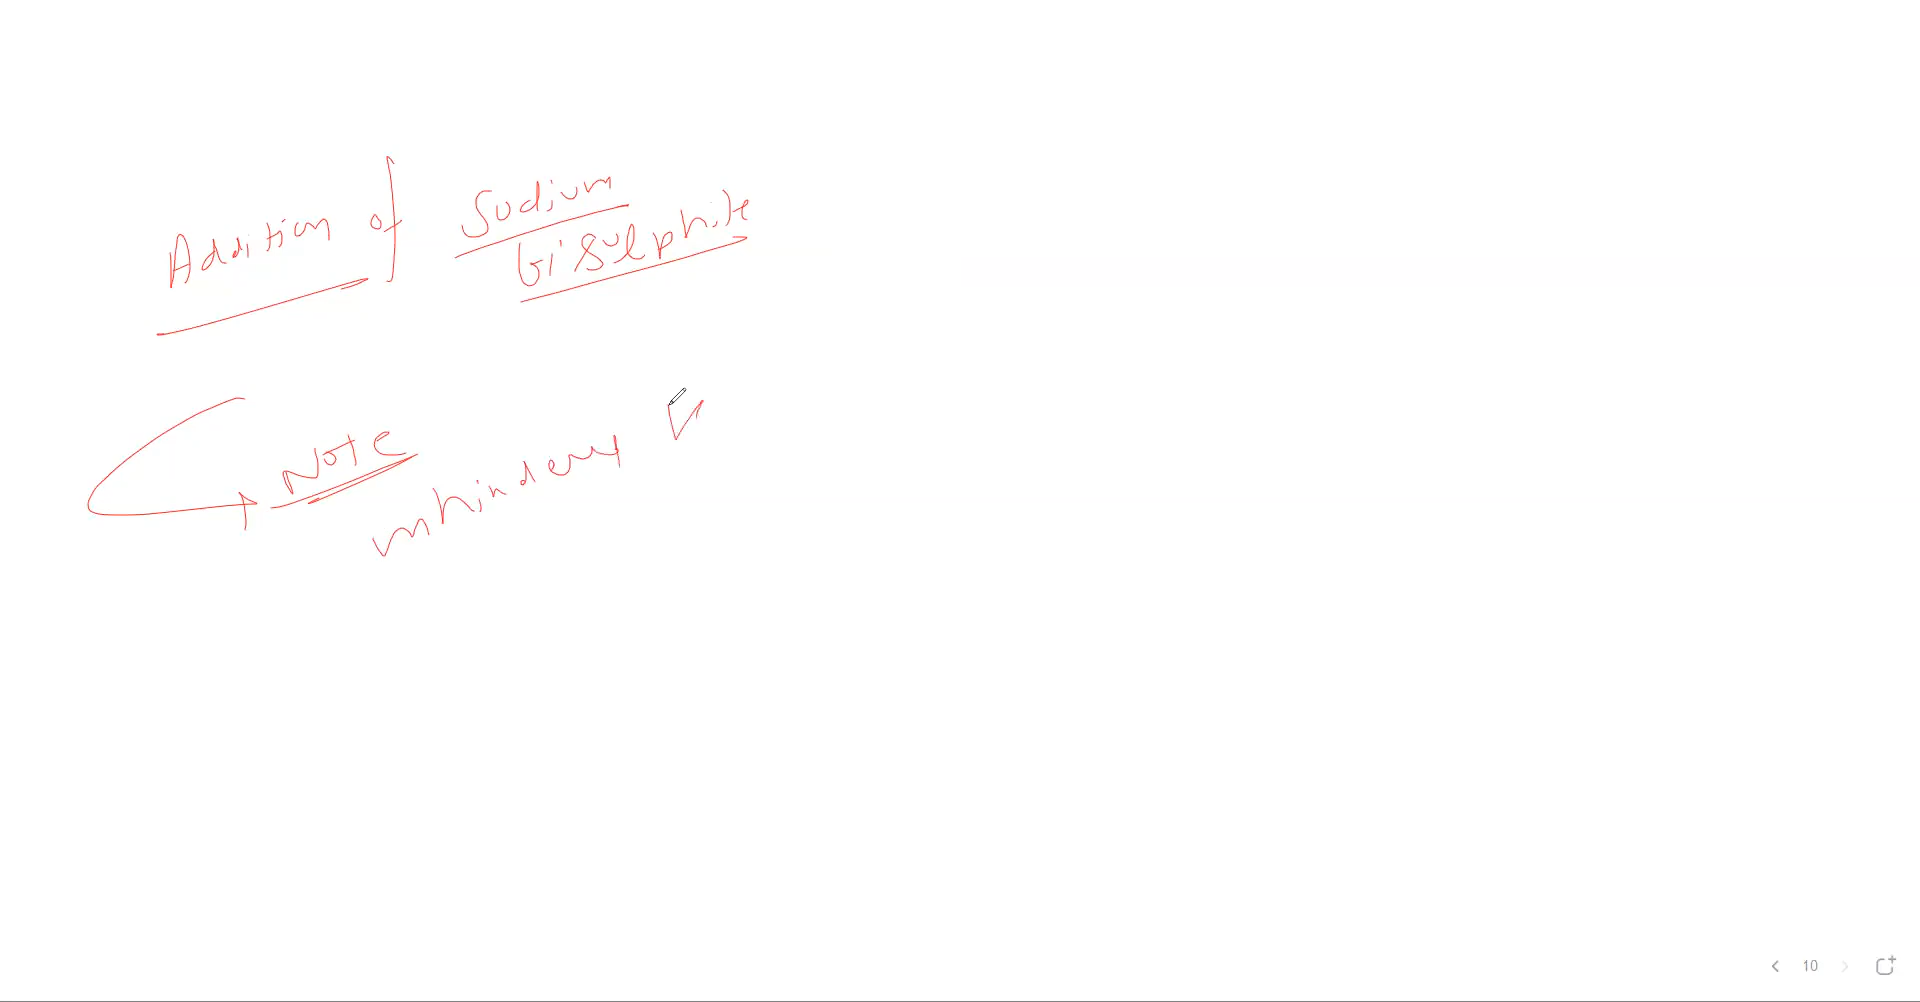 Addition of Sodium
bisulphite
Note
unhindered
10